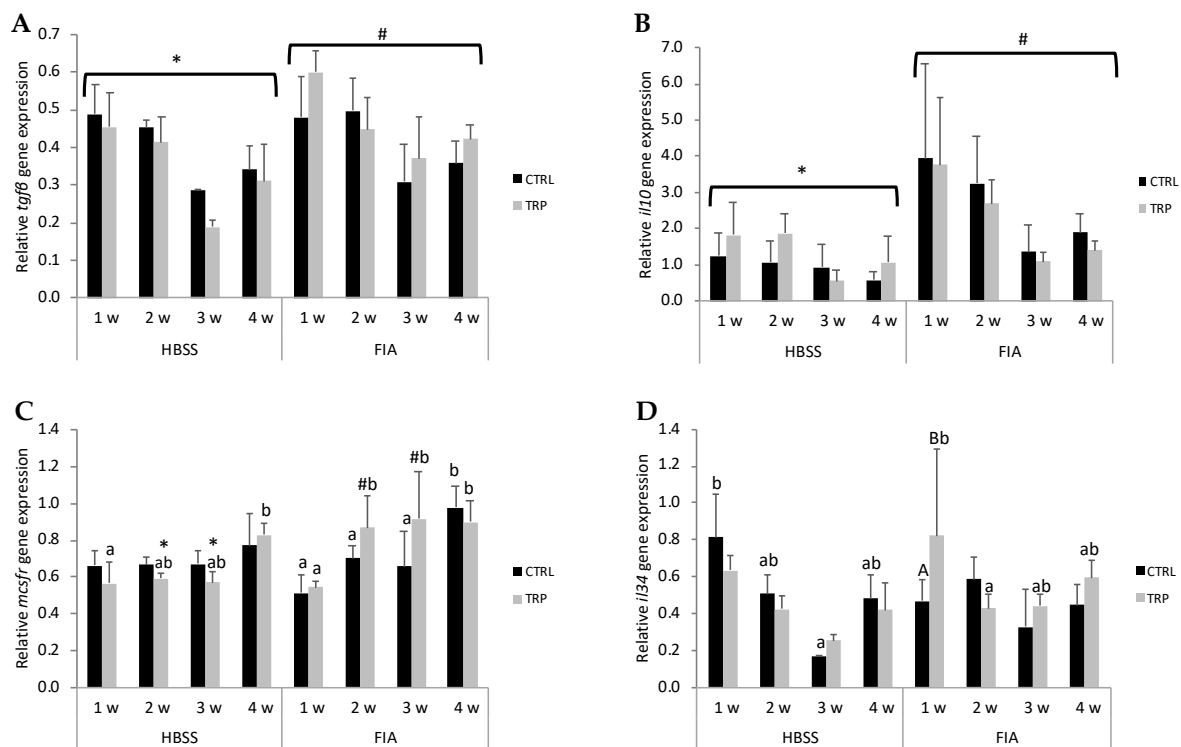 A
Relative tgfβ gene expression
0.7
0.6
0.5
0.4
0.3
0.2
0.1
0.0
*
#
1 w 2 w 3 w 4 w 1 w 2 w 3 w 4 w
HBSS FIA
CTRL
TRP
B
Relative il10 gene expression
7.0
6.0
5.0
4.0
3.0
2.0
1.0
0.0
*
#
1 w 2 w 3 w 4 w 1 w 2 w 3 w 4 w
HBSS FIA
CTRL
TRP
C
Relative mcsfr gene expression
1.4
1.2
1.0
0.8
0.6
0.4
0.2
0.0
a * ab * ab b a a a #b a #b b b
1 w 2 w 3 w 4 w 1 w 2 w 3 w 4 w
HBSS FIA
CTRL
TRP
D
Relative il34 gene expression
1.4
1.2
1.0
0.8
0.6
0.4
0.2
0.0
b ab a ab A Bb a ab ab
1 w 2 w 3 w 4 w 1 w 2 w 3 w 4 w
HBSS FIA
CTRL
TRP